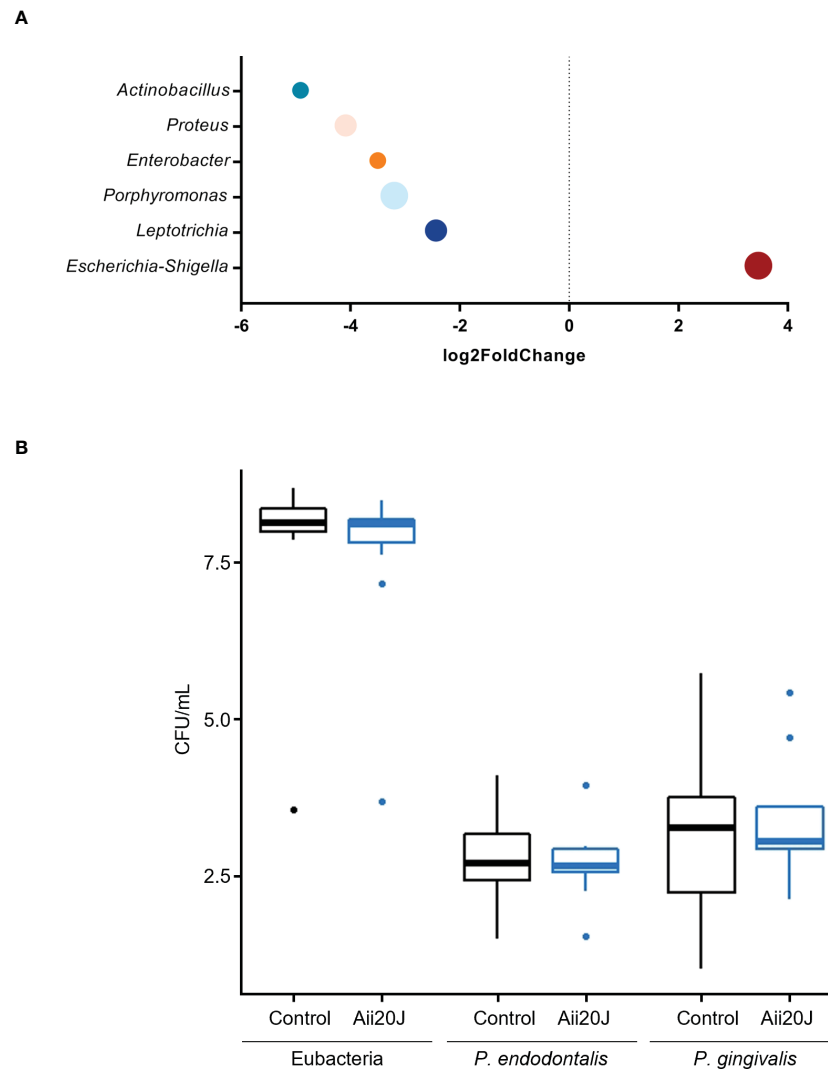 A
Actinobacillus
Proteus
Enterobacter
Porphyromonas
Leptotrichia
Escherichia-Shigella
-6 -4 -2 0 2 4
log2FoldChange
B
7.5
5.0
2.5
CFU/mL
Control Aii20J Control Aii20J Control Aii20J
Eubacteria P. endodontalis P. gingivalis